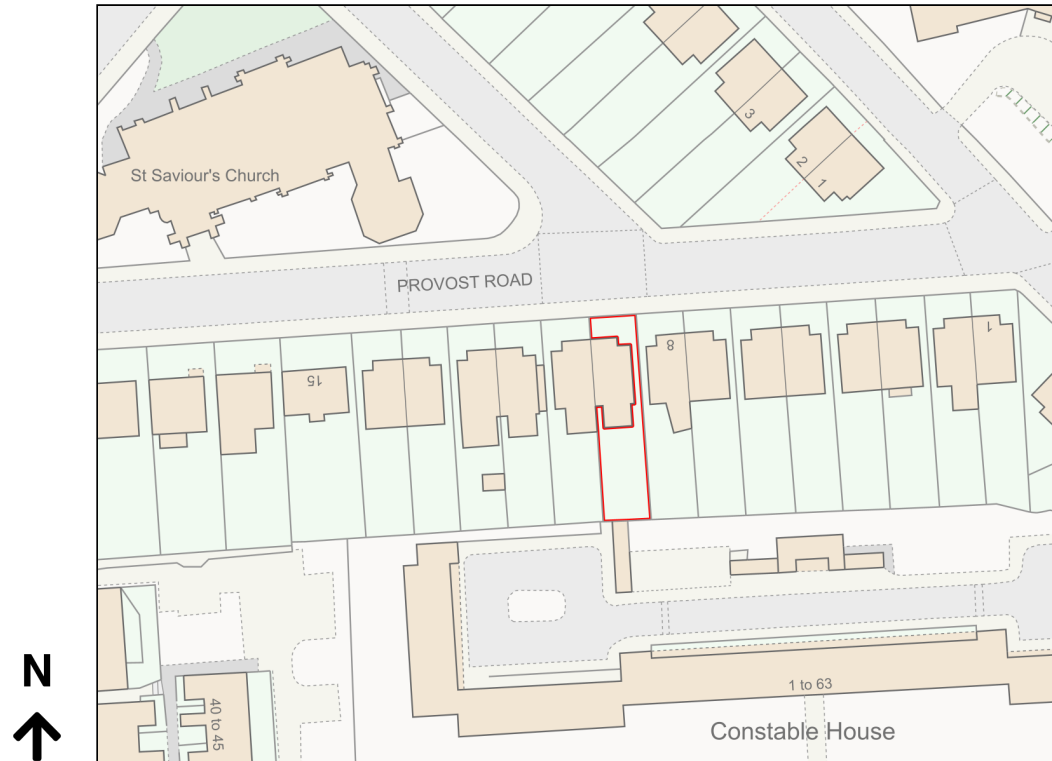 St Saviour's Church
3
2
1
PROVOST ROAD
8
1
15
1 to 63
Constable House
40 to 45
N